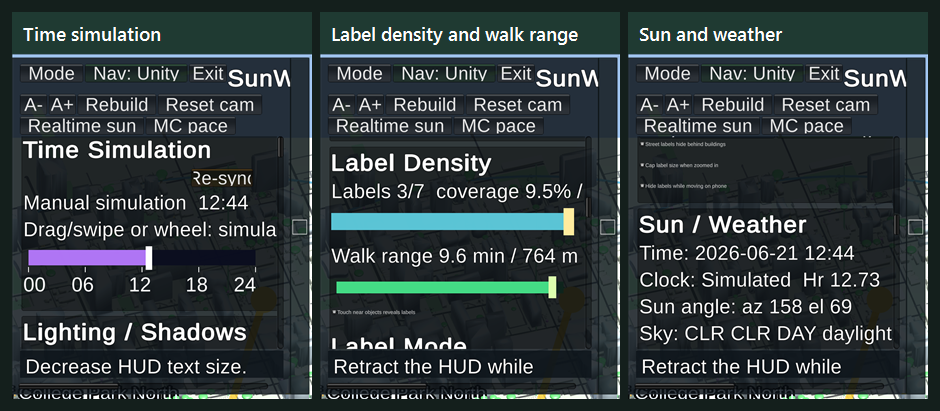 Time simulation
Mode Nav: Unity Exit SunW
A- A+ Rebuild Reset cam
Realtime sun MC pace
Time Simulation
Re-sync
Manual simulation 12:44
Drag/swipe or wheel: simula
00 06 12 18 24
Lighting / Shadows
Decrease HUD text size.
College Park North
Label density and walk range
Mode Nav: Unity Exit SunW
A- A+ Rebuild Reset cam
Realtime sun MC pace
Label Density
Labels 3/7 coverage 9.5% /
Walk range 9.6 min / 764 m
Touch near objects reveals labels
Label Mode
Retract the HUD while
College Park North
Sun and weather
Mode Nav: Unity Exit SunW
A- A+ Rebuild Reset cam
Realtime sun MC pace
Street labels hide behind buildings
Cap label size when zoomed in
Hide labels while moving on phone
Sun / Weather
Time: 2026-06-21 12:44
Clock: Simulated Hr 12.73
Sun angle: az 158 el 69
Sky: CLR CLR DAY daylight
Retract the HUD while
College Park North